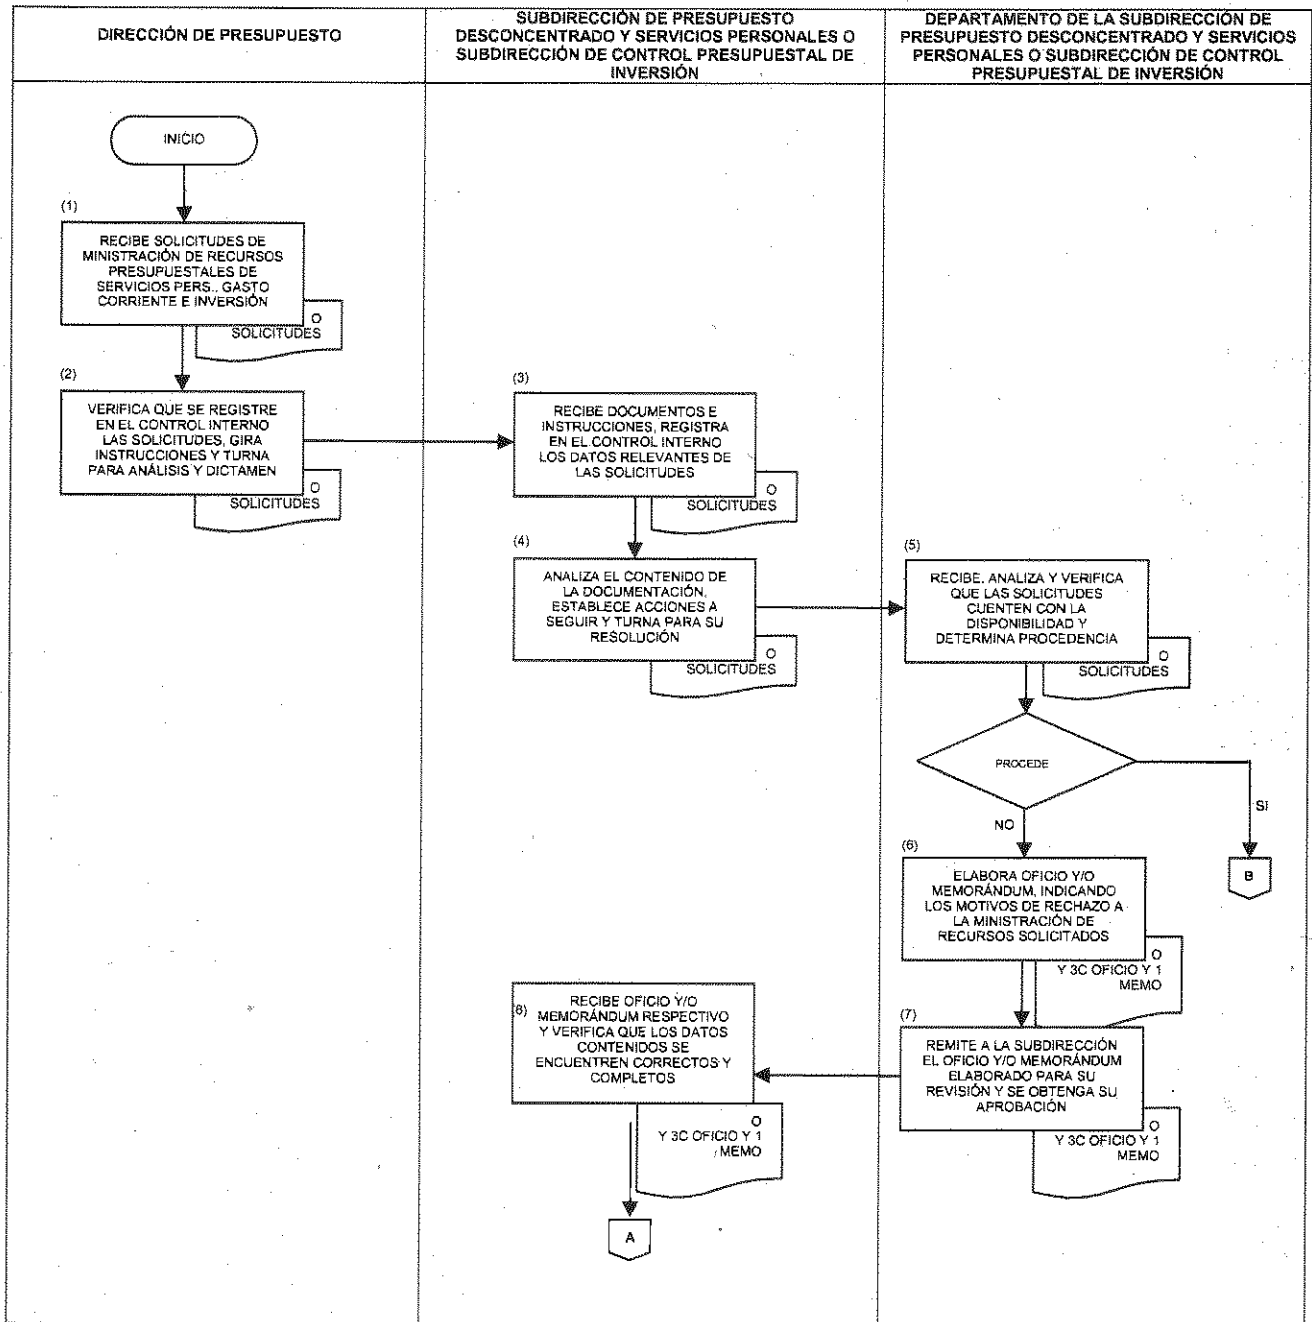 DIRECCIÓN DE PRESUPUESTO
SUBDIRECCIÓN DE PRESUPUESTO
DESCONCENTRADO Y SERVICIOS PERSONALES O
SUBDIRECCIÓN DE CONTROL PRESUPUESTAL DE
INVERSIÓN
DEPARTAMENTO DE LA SUBDIRECCIÓN DE
PRESUPUESTO DESCONCENTRADO Y SERVICIOS
PERSONALES O SUBDIRECCIÓN DE CONTROL
PRESUPUESTAL DE INVERSIÓN
INICIO
(1)
RECIBE SOLICITUDES DE
MINISTRACIÓN DE RECURSOS
PRESUPUESTALES DE
SERVICIOS PERS., GASTO
CORRIENTE E INVERSIÓN
O
SOLICITUDES
(2)
VERIFICA QUE SE REGISTRE
EN EL CONTROL INTERNO
LAS SOLICITUDES, GIRA
INSTRUCCIONES Y TURNA
PARA ANÁLISIS Y DICTAMEN
O
SOLICITUDES
(3)
RECIBE DOCUMENTOS E
INSTRUCCIONES, REGISTRA
EN EL CONTROL INTERNO
LOS DATOS RELEVANTES DE
LAS SOLICITUDES
O
SOLICITUDES
(4)
ANALIZA EL CONTENIDO DE
LA DOCUMENTACIÓN,
ESTABLECE ACCIONES A
SEGUIR Y TURNA PARA SU
RESOLUCIÓN
O
SOLICITUDES
(5)
RECIBE, ANALIZA Y VERIFICA
QUE LAS SOLICITUDES
CUENTEN CON LA
DISPONIBILIDAD Y
DETERMINA PROCEDENCIA
O
SOLICITUDES
PROCEDE
SI
B
NO
(6)
ELABORA OFICIO Y/O
MEMORÁNDUM, INDICANDO
LOS MOTIVOS DE RECHAZO A
LA MINISTRACIÓN DE
RECURSOS SOLICITADOS
O
Y 3C OFICIO Y 1
MEMO
(7)
REMITE A LA SUBDIRECCIÓN
EL OFICIO Y/O MEMORÁNDUM
ELABORADO PARA SU
REVISIÓN Y SE OBTENGA SU
APROBACIÓN
O
Y 3C OFICIO Y 1
MEMO
8)
RECIBE OFICIO Y/O
MEMORÁNDUM RESPECTIVO
Y VERIFICA QUE LOS DATOS
CONTENIDOS SE
ENCUENTREN CORRECTOS Y
COMPLETOS
O
Y 3C OFICIO Y 1
MEMO
A